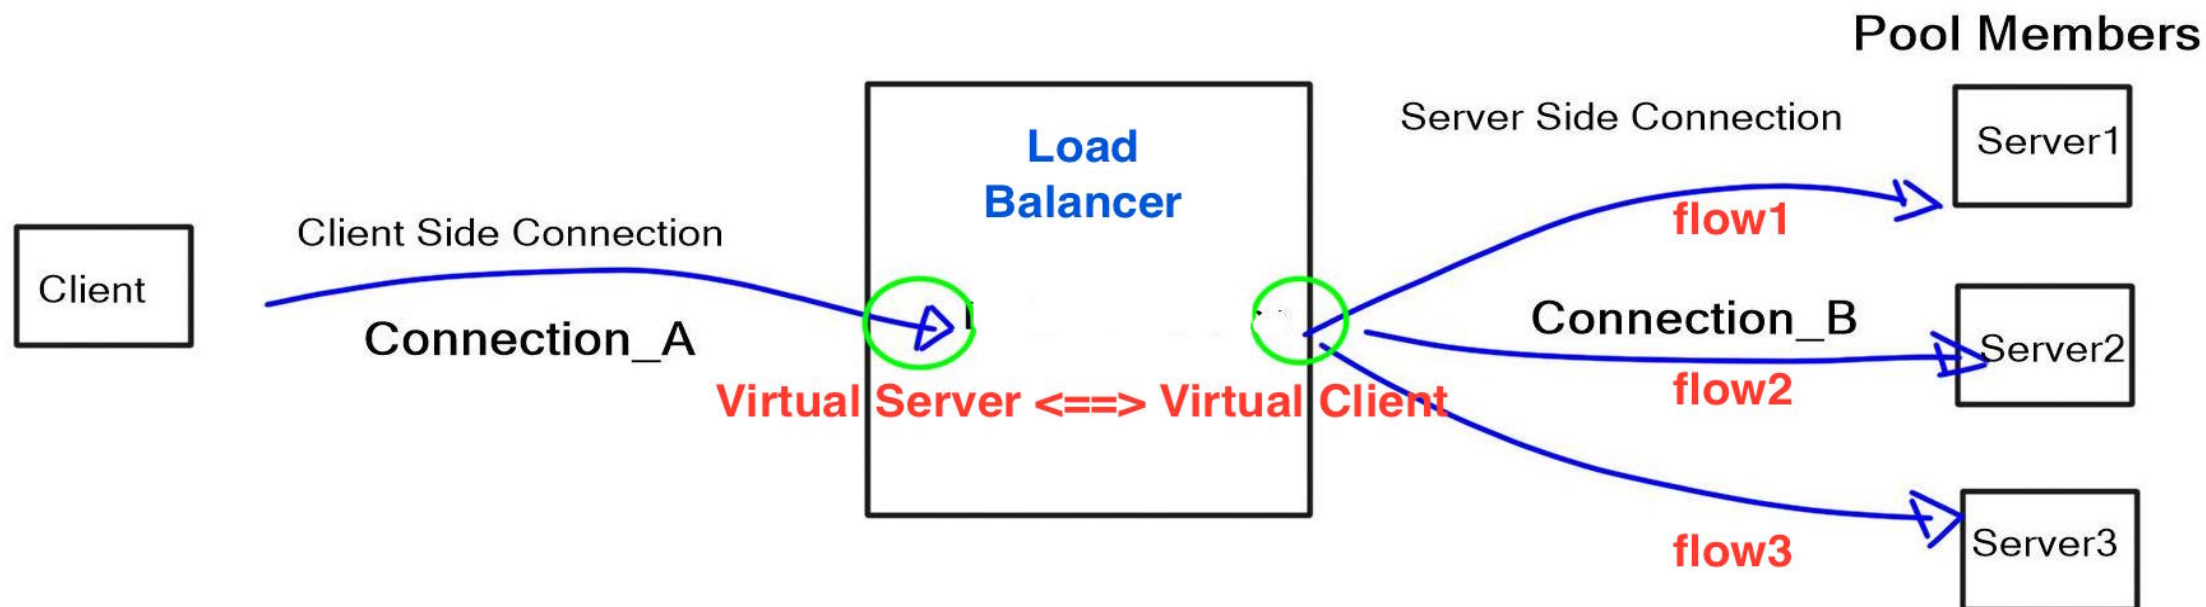 Pool Members
Server1
Server Side Connection
Load
Balancer
flow1
Client Side Connection
Client
Connection_A
Connection_B
Server2
Virtual Server <==> Virtual Client
flow2
flow3
Server3